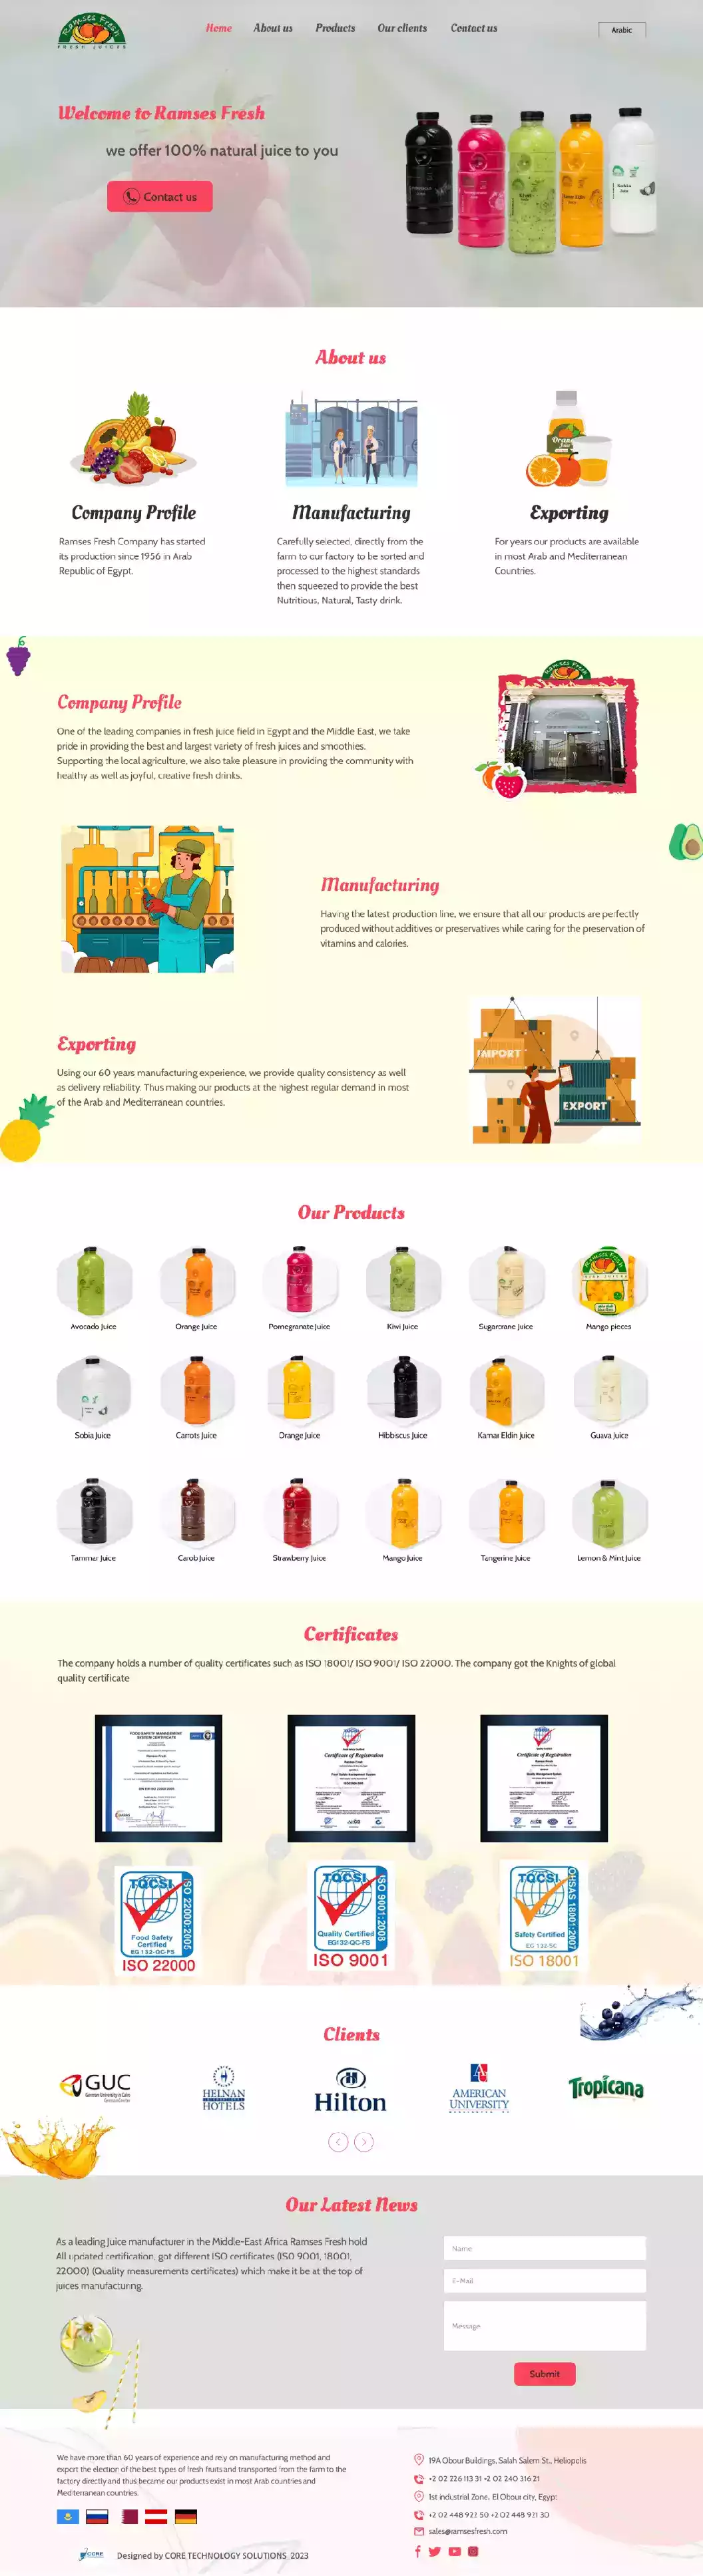 Ramses Fresh
FRESH JUICES
Home
About us
Products
Our clients
Contact us
Arabic
Welcome to Ramses Fresh
we offer 100% natural juice to you
Contact us
About us
Company Profile
Ramses Fresh Company has started
its production since 1956 in Arab
Republic of Egypt.
Manufacturing
Carefully selected, directly from the
farm to our factory to be sorted and
processed to the highest standards
then squeezed to provide the best
Nutritious, Natural, Tasty drink.
Exporting
For years our products are available
in most Arab and Mediterranean
Countries.
Ramses Fresh
Company Profile
One of the leading companies in fresh juice field in Egypt and the Middle East, we take
pride in providing the best and largest variety of fresh juices and smoothies.
Supporting the local agriculture, we also take pleasure in providing the community with
healthy as well as joyful, creative fresh drinks.
Manufacturing
Having the latest production line, we ensure that all our products are perfectly
produced without additives or preservatives while caring for the preservation of
vitamins and calories.
Exporting
Using our 60 years manufacturing experience, we provide quality consistency as well
as delivery reliability. Thus making our products at the highest regular demand in most
of the Arab and Mediterranean countries.
IMPORT
EXPORT
Our Products
Avocado Juice
Orange Juice
Pomegranate Juice
Kiwi Juice
Sugarcrane Juice
Mango pieces
Sobia Juice
Carrots Juice
Orange Juice
Hibbiscus Juice
Kamar Eldin Juice
Guava Juice
Tammar Juice
Carob Juice
Strawberry Juice
Mango Juice
Tangerine Juice
Lemon & Mint Juice
Certificates
The company holds a number of quality certificates such as ISO 18001/ ISO 9001/ ISO 22000. The company got the Knights of global
quality certificate
FOOD SAFETY MANAGEMENT
SYSTEM CERTIFICATE
Certificate of Registration
Certificate of Registration
TQCSI
ISO 22000:2005
Food Safety
Certified
EG132-QC-FS
ISO 22000
TQCSI
ISO 9001:2008
Quality Certified
EG132-QC-FS
ISO 9001
TQCSI
OHSAS 18001:2007
Safety Certified
EG 132-SC
ISO 18001
Clients
GUC
German University in Cairo
HELNAN
INTERNATIONAL
HOTELS
Hilton
AMERICAN
UNIVERSITY
Tropicana
Our Latest News
As a leading Juice manufacturer in the Middle-East Africa Ramses Fresh hold
All updated certification, got different ISO certificates (ISO 9001, 18001,
22000) (Quality measurements certificates) which make it be at the top of
juices manufacturing.
Name
E-Mail
Message
Submit
We have more than 60 years of experience and rely on manufacturing method and
export the election of the best types of fresh fruits and transported from the farm to the
factory directly and thus became our products exist in most Arab countries and
Mediterranean countries.
19A Obour Buildings, Salah Salem St., Heliopolis
+2 02 226 113 31 +2 02 240 316 21
1st industrial Zone, El Obour city, Egypt
sales@ramsesfresh.com
CORE
Designed by CORE TECHNOLOGY SOLUTIONS 2023